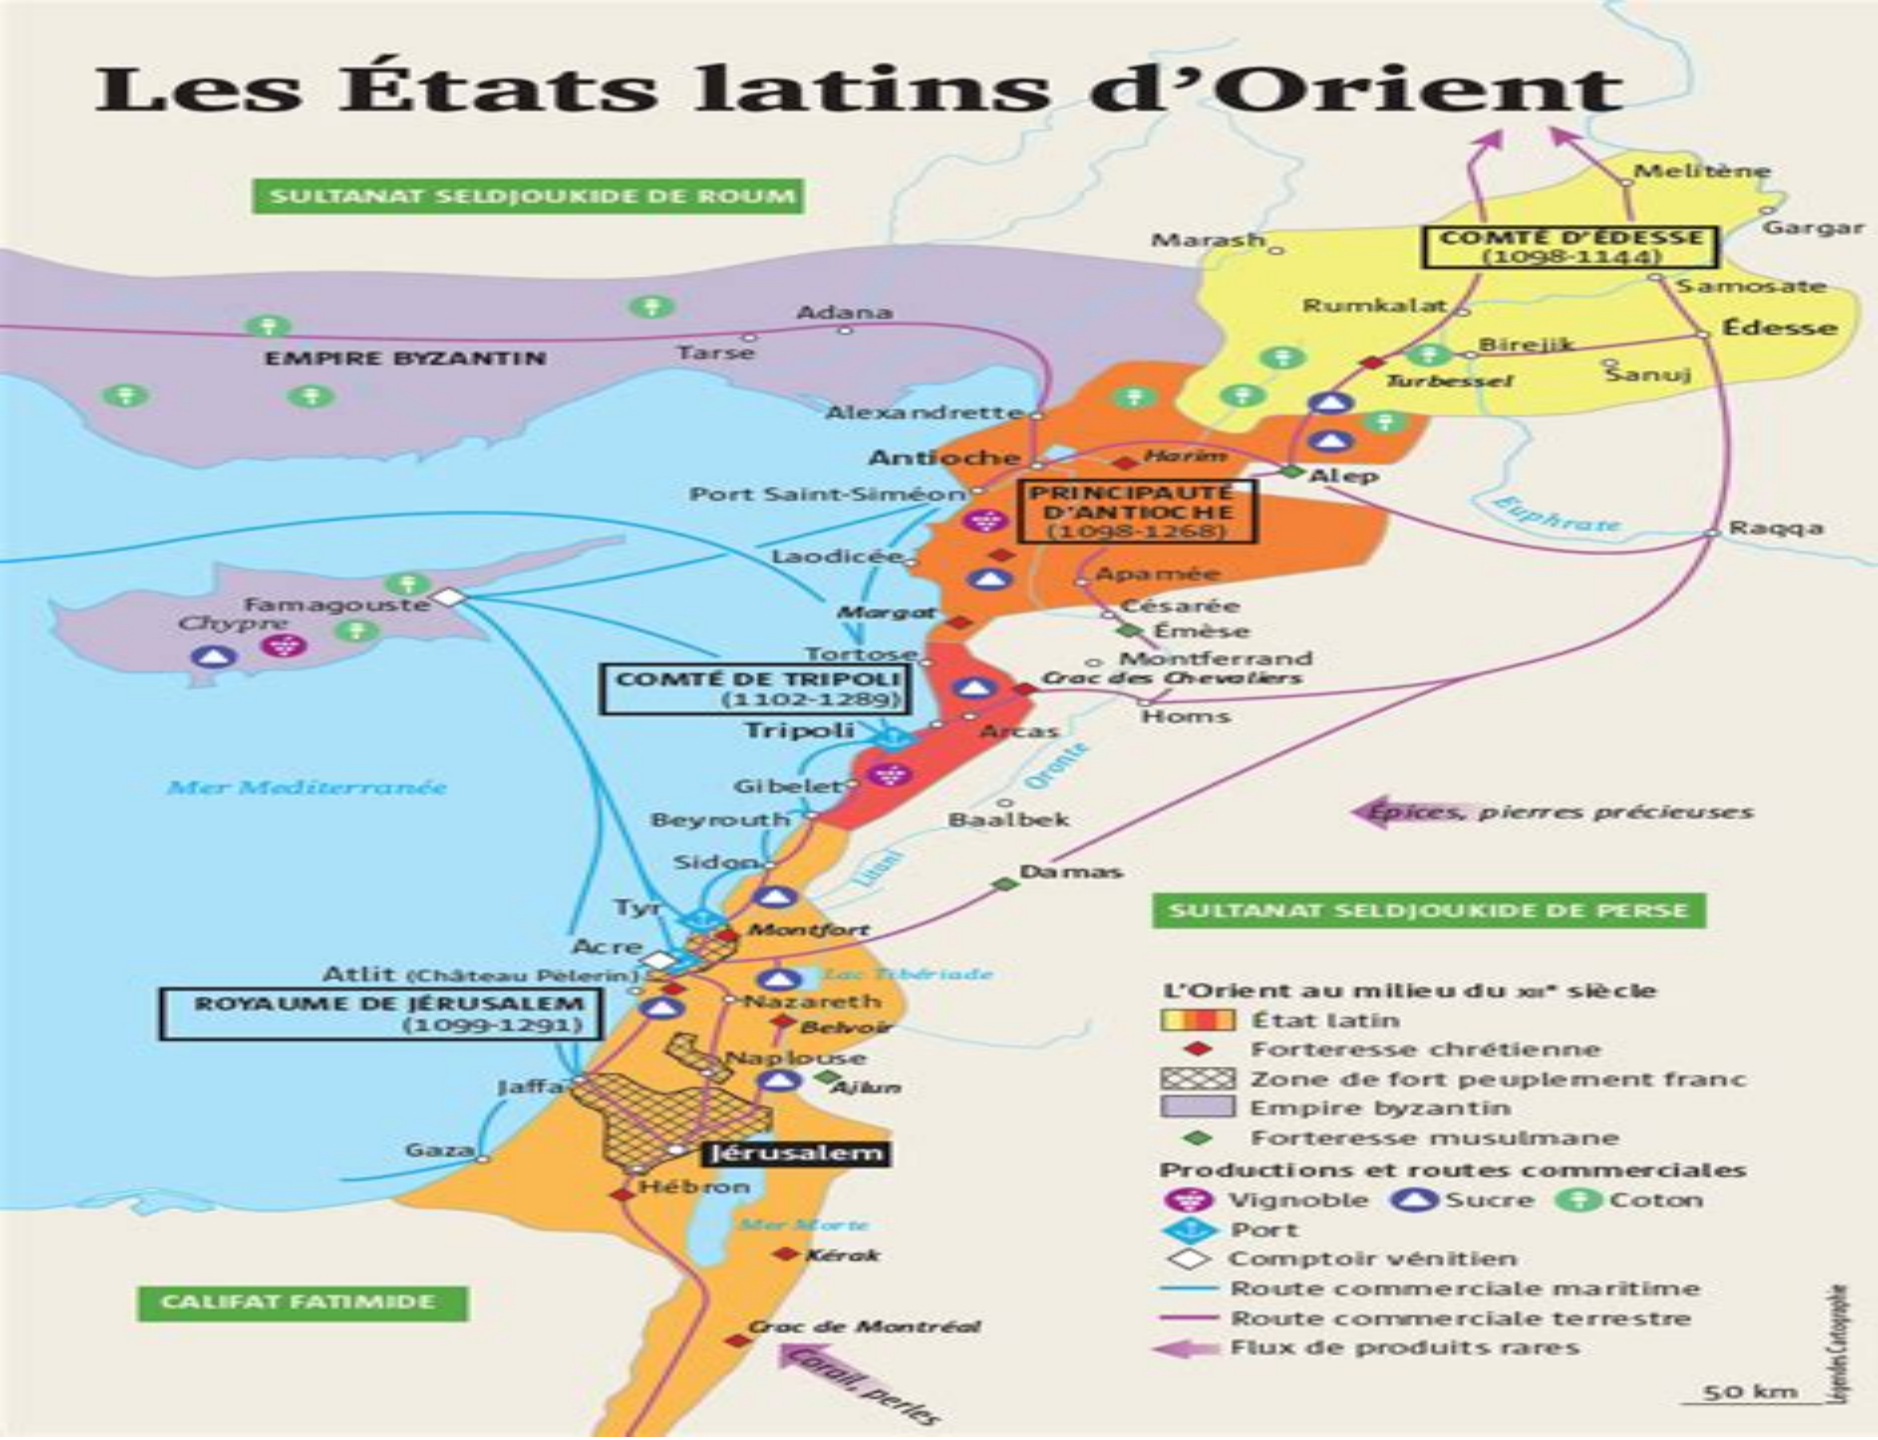 Les États latins d'Orient
SULTANAT SELDJOUKIDE DE ROUM
Melitène
Gargar
Marash
COMTÉ D'ÉDESSE
(1098-1144)
Samosate
Rumkalat
Adana
Édesse
Tarse
EMPIRE BYZANTIN
Birejik
Sanuj
Turbessel
Alexandrette
Antioche
Harim
Alep
Port Saint-Siméon
PRINCIPAUTÉ
D'ANTIOCHE
(1098-1268)
Euphrate
Raqqa
Laodicée
Apamée
Famagouste
Chypre
Margat
Césarée
Émèse
Tortose
Montferrand
COMTÉ DE TRIPOLI
(1102-1289)
Crac des Chevaliers
Homs
Tripoli
Arcas
Oronte
Mer Mediterranée
Gibelet
Beyrouth
Baalbek
Épices, pierres précieuses
Sidon
Litani
Damas
Tyr
SULTANAT SELDJOUKIDE DE PERSE
Montfort
Acre
Atlit (Château Pèlerin)
Lac Tibériade
ROYAUME DE JÉRUSALEM
(1099-1291)
Nazareth
Belvoir
Naplouse
Jaffa
Ajlun
Gaza
Jérusalem
Hébron
Mer Morte
Kérak
CALIFAT FATIMIDE
Crac de Montréal
Corail, perles
L'Orient au milieu du XIIe siècle
État latin
Forteresse chrétienne
Zone de fort peuplement franc
Empire byzantin
Forteresse musulmane
Productions et routes commerciales
Vignoble Sucre Coton
Port
Comptoir vénitien
Route commerciale maritime
Route commerciale terrestre
Flux de produits rares
50 km
Légendes Cartographie